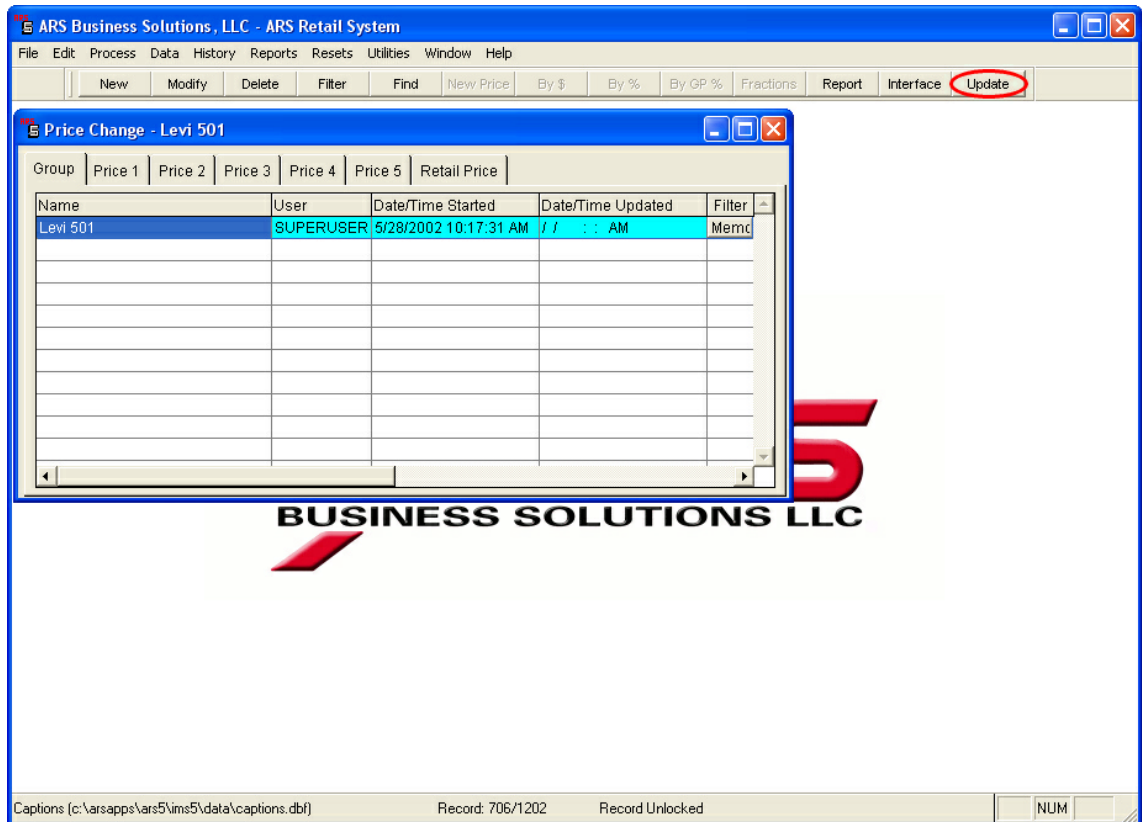 ARS Business Solutions, LLC - ARS Retail System
File Edit Process Data History Reports Resets Utilities Window Help
New Modify Delete Filter Find New Price By $ By % By GP % Fractions Report Interface Update
Price Change - Levi 501
Group Price 1 Price 2 Price 3 Price 4 Price 5 Retail Price
Name User Date/Time Started Date/Time Updated Filter
Levi 501 SUPERUSER 5/28/2002 10:17:31 AM / / : : AM Memo
BUSINESS SOLUTIONS LLC
Captions (c:\arsapps\ars5\ims5\data\captions.dbf) Record: 706/1202 Record Unlocked NUM